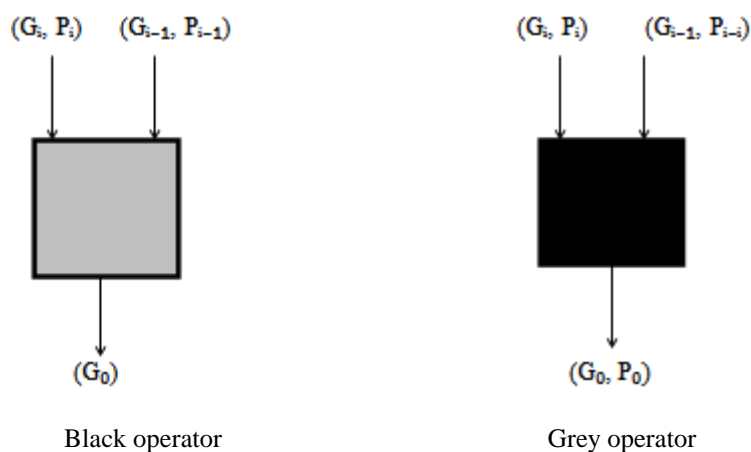 (Gᵢ, Pᵢ) (Gᵢ₋₁, Pᵢ₋₁) (Gᵢ, Pᵢ) (Gᵢ₋₁, Pᵢ₋ᵢ)
(G₀) (G₀, P₀)
Black operator Grey operator